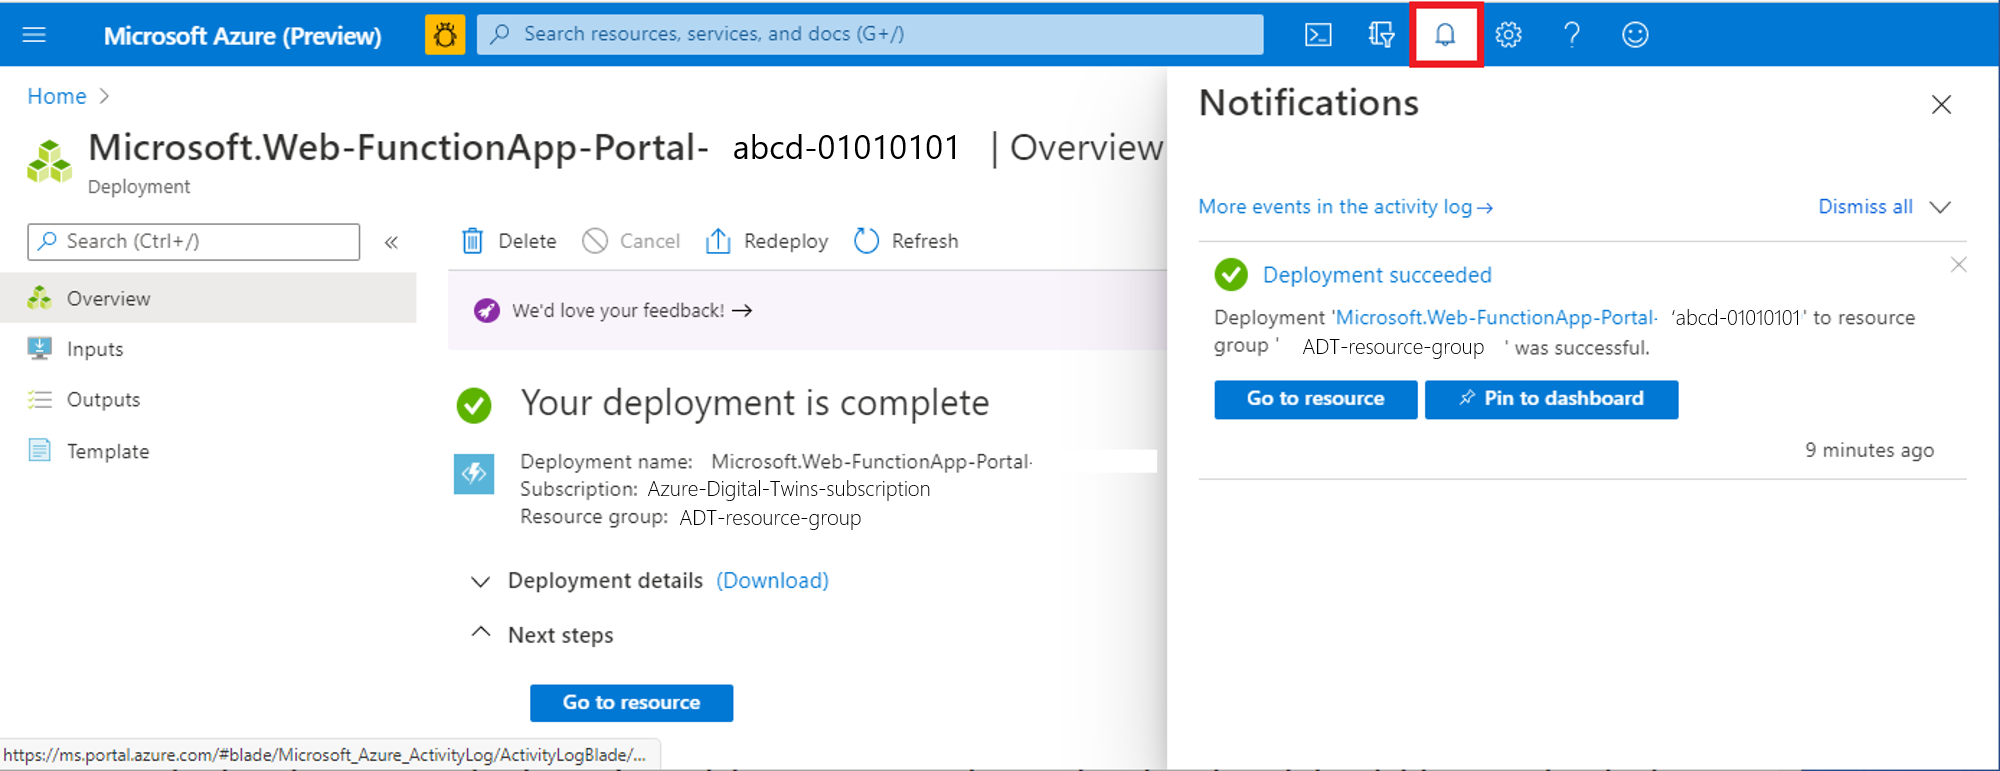 Microsoft Azure (Preview)
Search resources, services, and docs (G+/)
Home
Microsoft.Web-FunctionApp-Portal- abcd-01010101 | Overview
Deployment
Search (Ctrl+/)
«
Overview
Inputs
Outputs
Template
Delete
Cancel
Redeploy
Refresh
We'd love your feedback! →
Your deployment is complete
Deployment name: Microsoft.Web-FunctionApp-Portal-
Subscription: Azure-Digital-Twins-subscription
Resource group: ADT-resource-group
Deployment details (Download)
Next steps
Go to resource
https://ms.portal.azure.com/#blade/Microsoft_Azure_ActivityLog/ActivityLogBlade/...
Notifications
More events in the activity log →
Dismiss all
Deployment succeeded
Deployment 'Microsoft.Web-FunctionApp-Portal- ‘abcd-01010101' to resource
group ' ADT-resource-group ' was successful.
Go to resource
Pin to dashboard
9 minutes ago